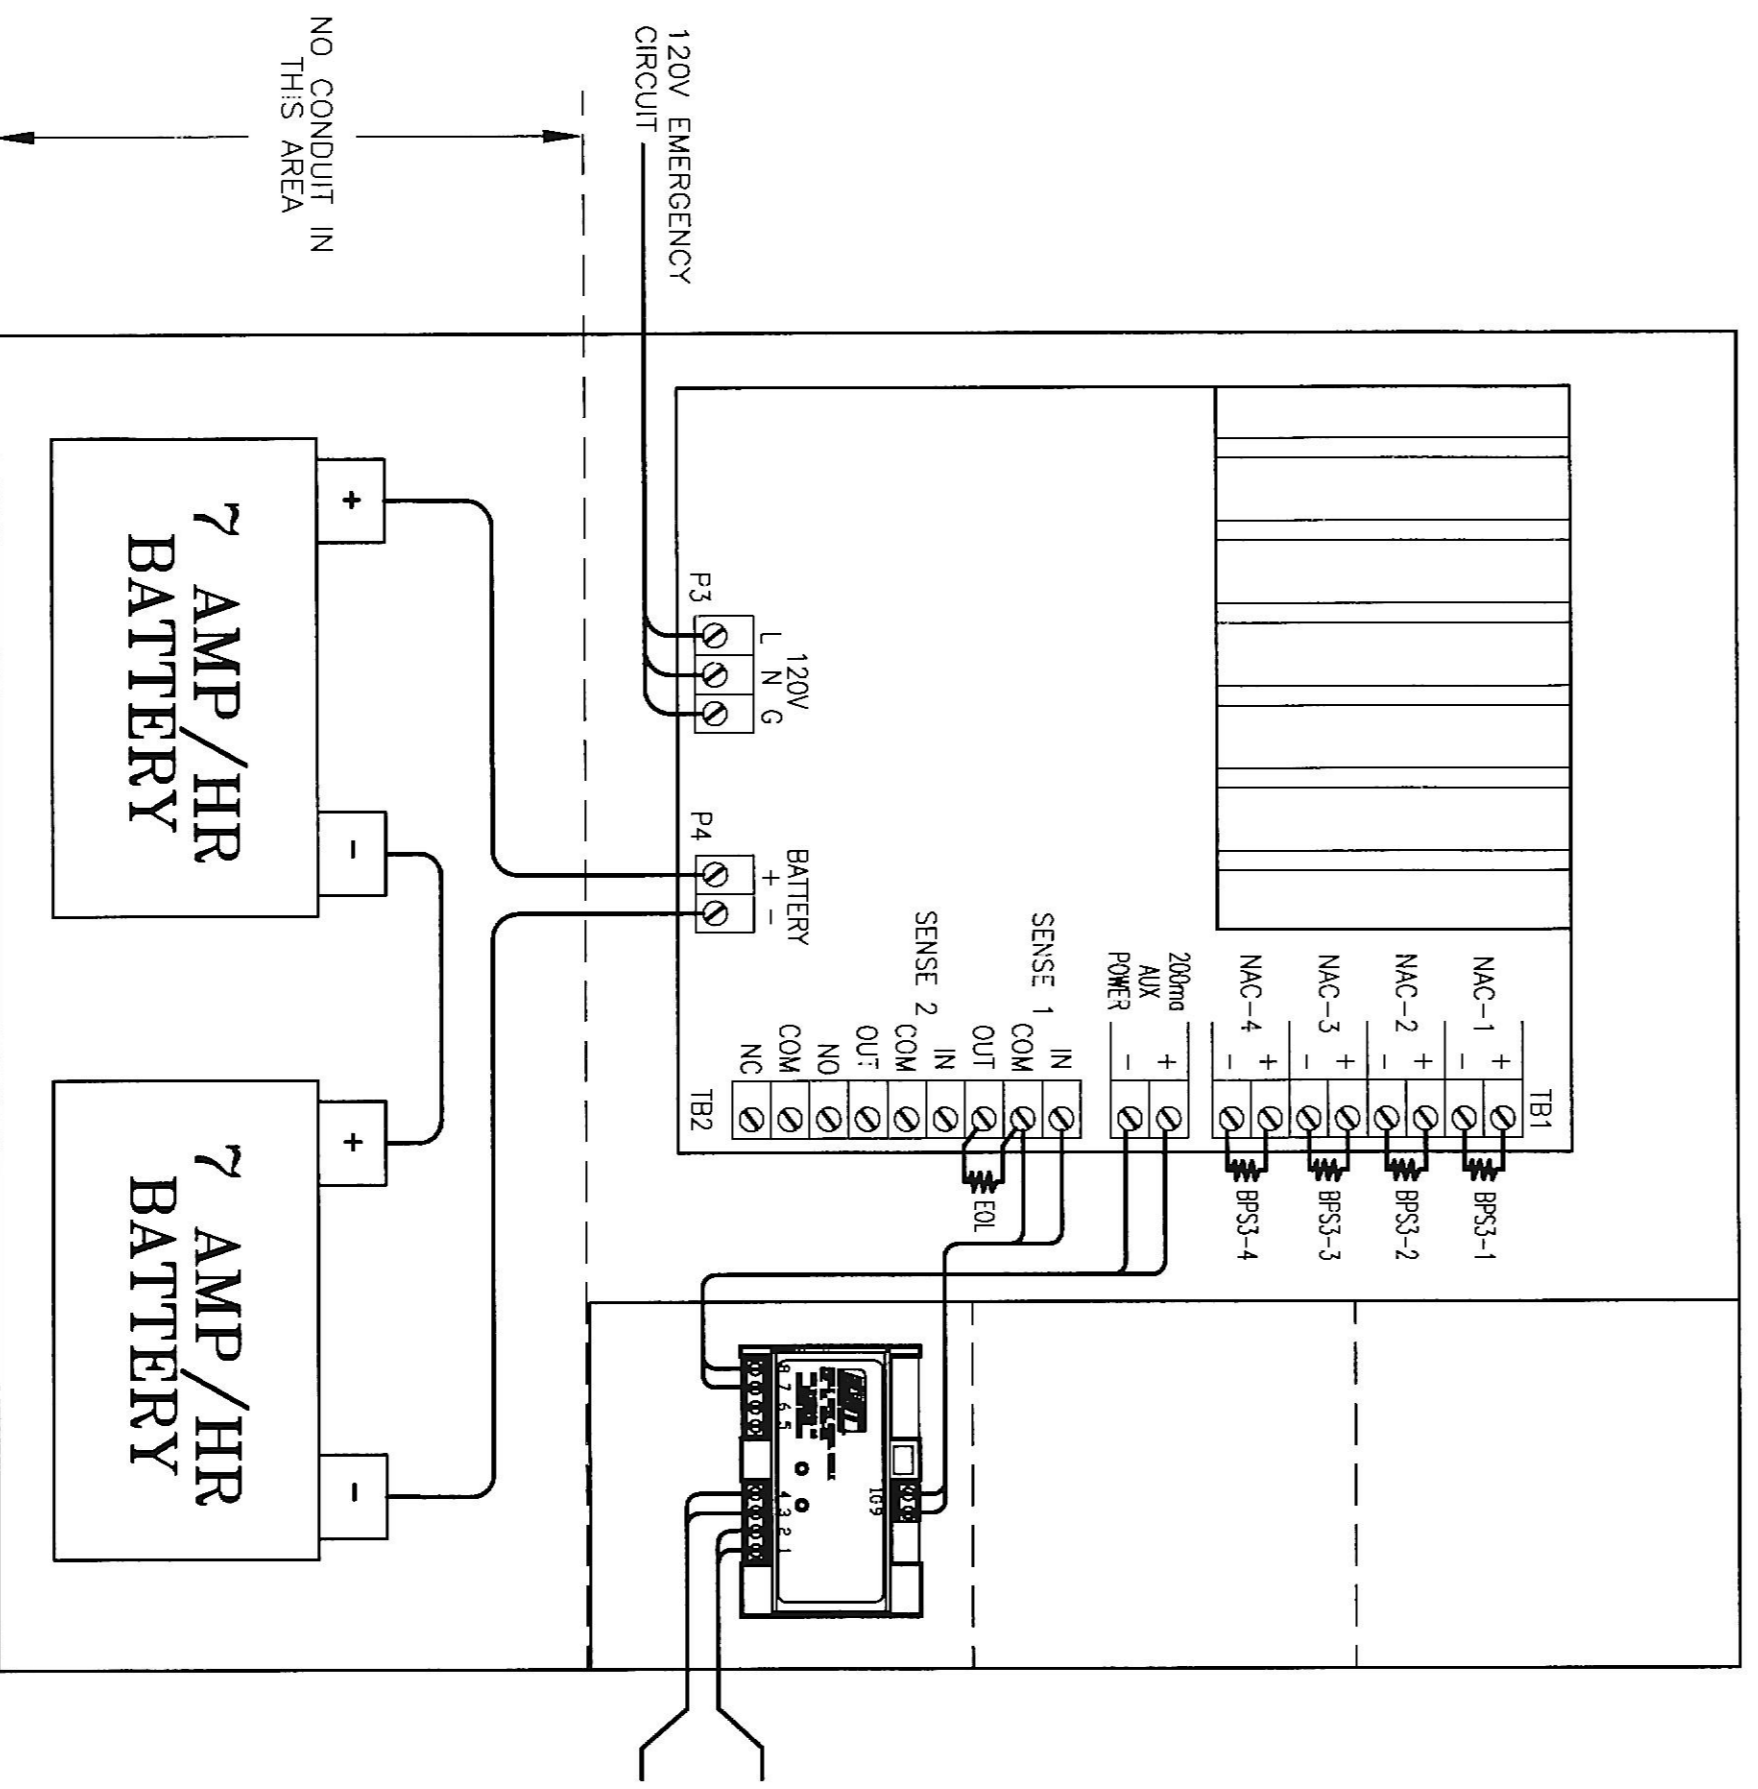 120V EMERGENCY
CIRCUIT
NO CONDUIT IN
THIS AREA
TB1
NAC-1
+
-
BPS3-1
NAC-2
+
-
BPS3-2
NAC-3
+
-
BPS3-3
NAC-4
+
-
BPS3-4
200ma
AUX
POWER
+
-
SENSE 1
IN
COM
OUT
EOL
SENSE 2
IN
COM
OUT
NO
COM
NC
TB2
P3
L N G
120V
P4
BATTERY
+ -
8 7 6 5
4 3 2 1
10 9
+
-
7 AMP/HR
BATTERY
+
-
7 AMP/HR
BATTERY